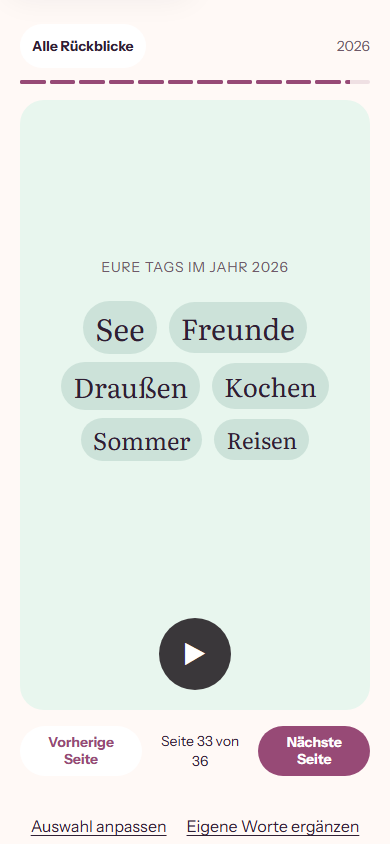 Alle Rückblicke
2026
EURE TAGS IM JAHR 2026
See Freunde
Draußen Kochen
Sommer Reisen
Vorherige
Seite
Seite 33 von
36
Nächste
Seite
Auswahl anpassen Eigene Worte ergänzen